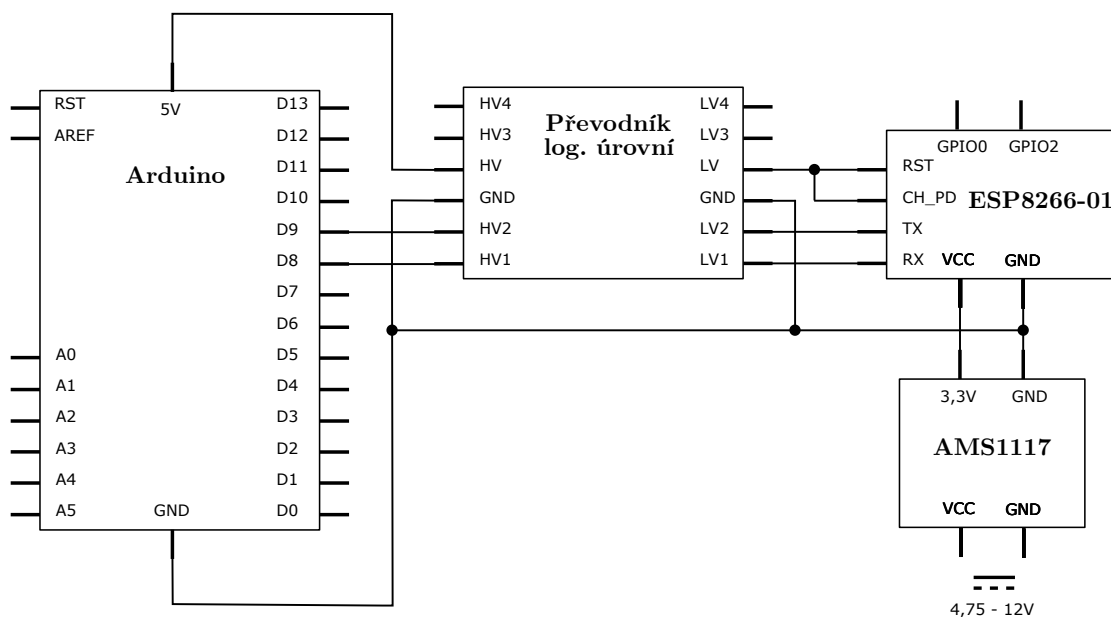 RST
AREF
5V
Arduino
A0
A1
A2
A3
A4
A5
GND
D13
D12
D11
D10
D9
D8
D7
D6
D5
D4
D3
D2
D1
D0
HV4
HV3
HV
GND
HV2
HV1
Převodník
log. úrovní
LV4
LV3
LV
GND
LV2
LV1
GPIO0
GPIO2
RST
CH_PD
TX
RX
ESP8266-01
VCC
GND
3,3V
GND
AMS1117
VCC
GND
4,75 - 12V